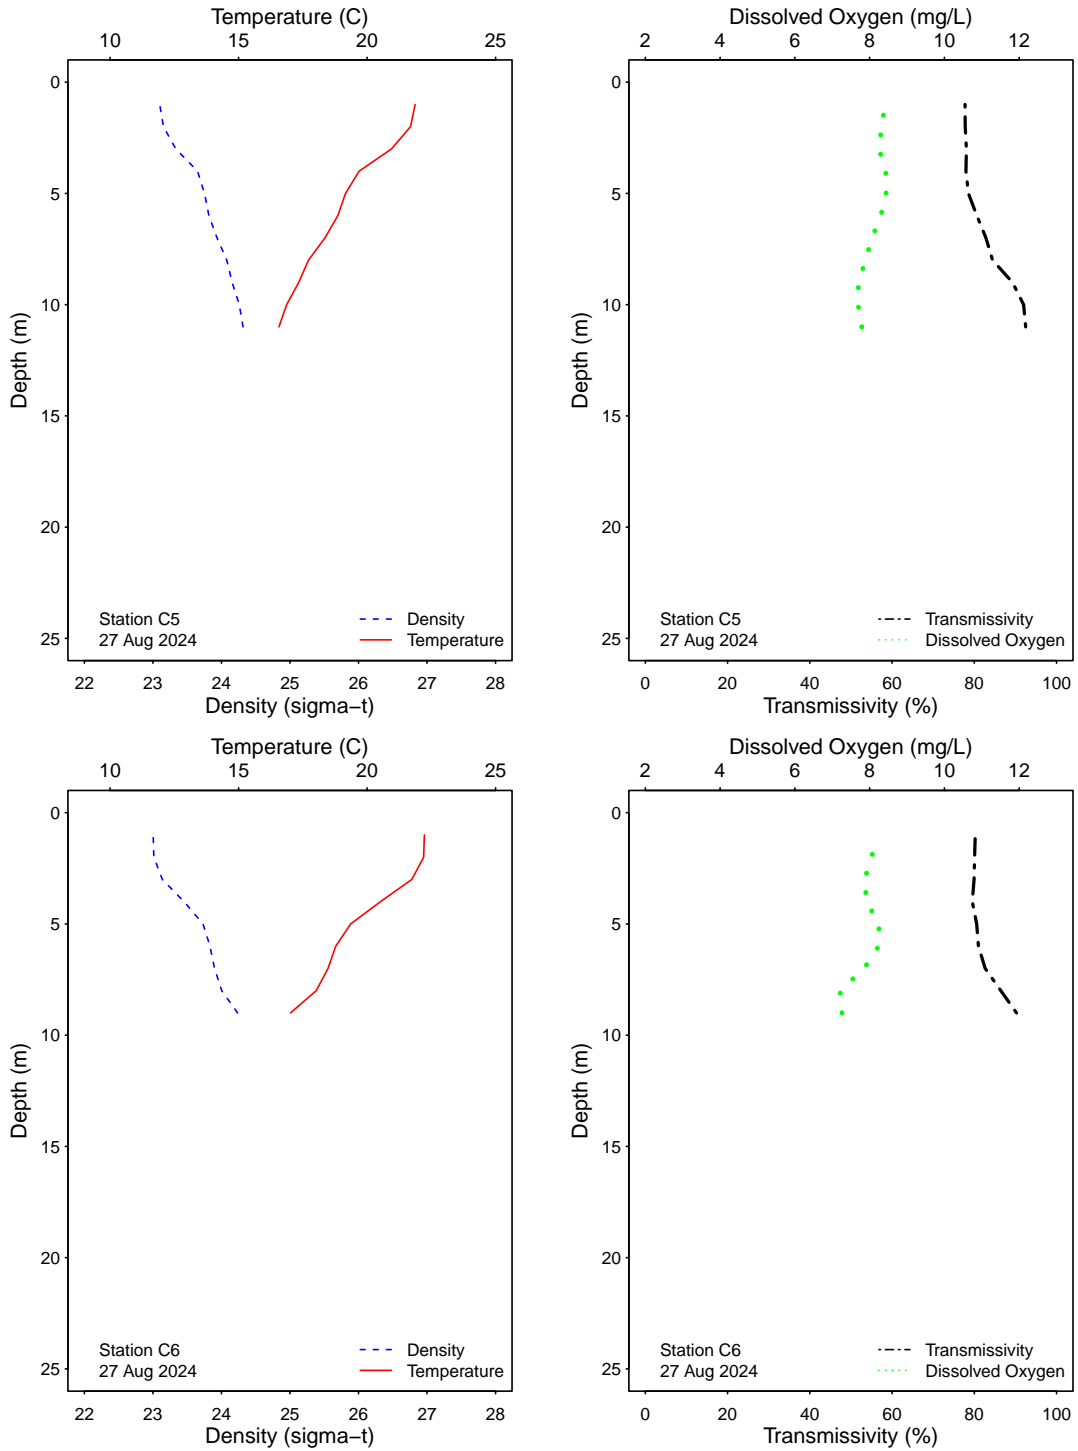 Temperature (C)
10 15 20 25
0
5
10
15
20
25
Depth (m)
Station C5
27 Aug 2024
Density
Temperature
22 23 24 25 26 27 28
Density (sigma−t)
Dissolved Oxygen (mg/L)
2 4 6 8 10 12
0
5
10
15
20
25
Depth (m)
Station C5
27 Aug 2024
Transmissivity
Dissolved Oxygen
0 20 40 60 80 100
Transmissivity (%)
Temperature (C)
10 15 20 25
0
5
10
15
20
25
Depth (m)
Station C6
27 Aug 2024
Density
Temperature
22 23 24 25 26 27 28
Density (sigma−t)
Dissolved Oxygen (mg/L)
2 4 6 8 10 12
0
5
10
15
20
25
Depth (m)
Station C6
27 Aug 2024
Transmissivity
Dissolved Oxygen
0 20 40 60 80 100
Transmissivity (%)